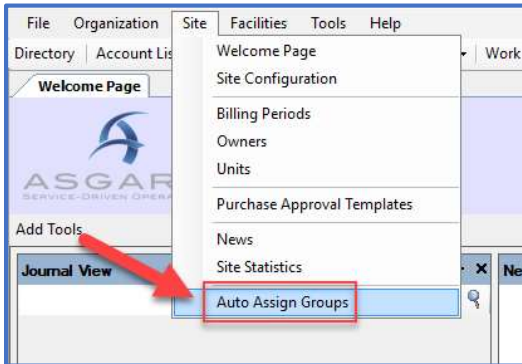 File Organization Site Facilities Tools Help
Directory Account Lis Work
Welcome Page
Welcome Page
Site Configuration
Billing Periods
Owners
Units
Purchase Approval Templates
News
Site Statistics
Auto Assign Groups
ASGAR
SERVICE-DRIVEN OPERA
Add Tools
Journal View
Ne